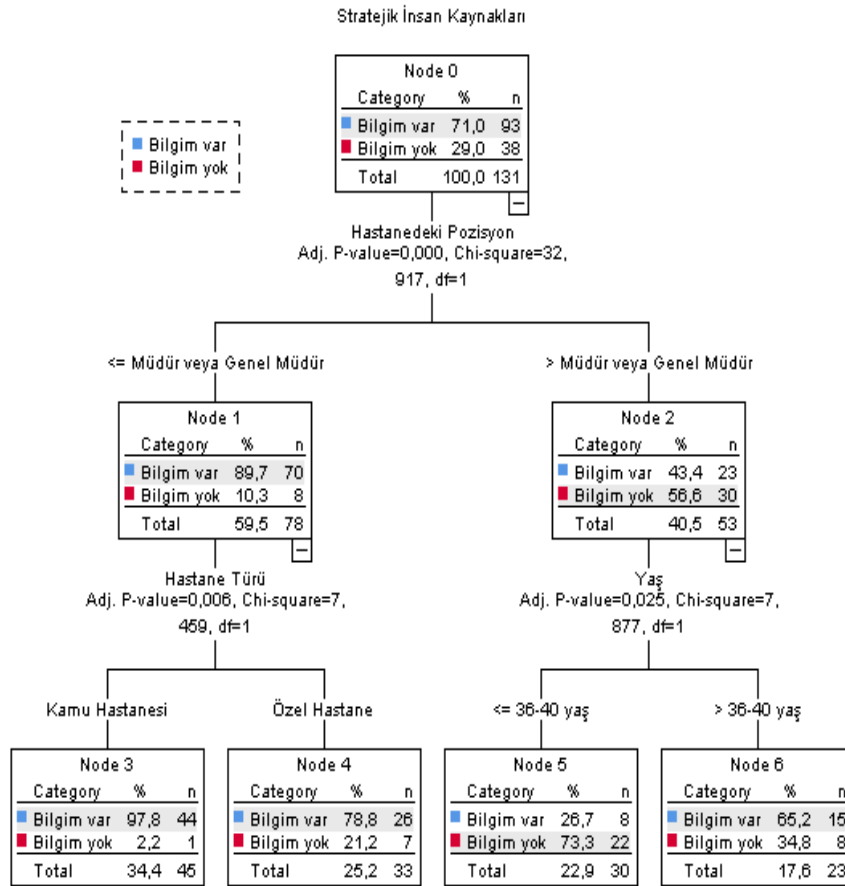 Stratejik İnsan Kaynakları
Node 0
Category % n
Bilgim var 71,0 93
Bilgim yok 29,0 38
Total 100,0 131
Bilgim var
Bilgim yok
Hastanedeki Pozisyon
Adj. P-value=0,000, Chi-square=32,
917, df=1
<= Müdür veya Genel Müdür
> Müdür veya Genel Müdür
Node 1
Category % n
Bilgim var 89,7 70
Bilgim yok 10,3 8
Total 59,5 78
Node 2
Category % n
Bilgim var 43,4 23
Bilgim yok 56,6 30
Total 40,5 53
Hastane Türü
Adj. P-value=0,006, Chi-square=7,
459, df=1
Yaş
Adj. P-value=0,025, Chi-square=7,
877, df=1
Kamu Hastanesi
Özel Hastane
<= 36-40 yaş
> 36-40 yaş
Node 3
Category % n
Bilgim var 97,8 44
Bilgim yok 2,2 1
Total 34,4 45
Node 4
Category % n
Bilgim var 78,8 26
Bilgim yok 21,2 7
Total 25,2 33
Node 5
Category % n
Bilgim var 26,7 8
Bilgim yok 73,3 22
Total 22,9 30
Node 6
Category % n
Bilgim var 65,2 15
Bilgim yok 34,8 8
Total 17,6 23